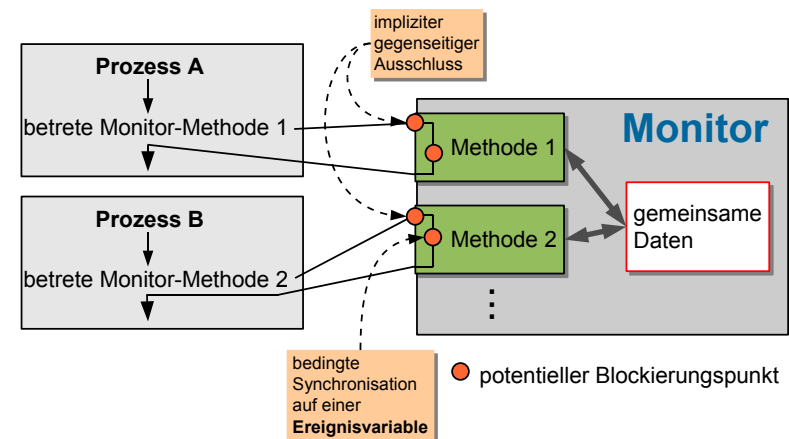 impliziter
gegenseitiger
Ausschluss
Prozess A
betrete Monitor-Methode 1
Monitor
Methode 1
gemeinsame
Daten
Prozess B
betrete Monitor-Methode 2
Methode 2
bedingte
Synchronisation
auf einer
Ereignisvariable
potentieller Blockierungspunkt